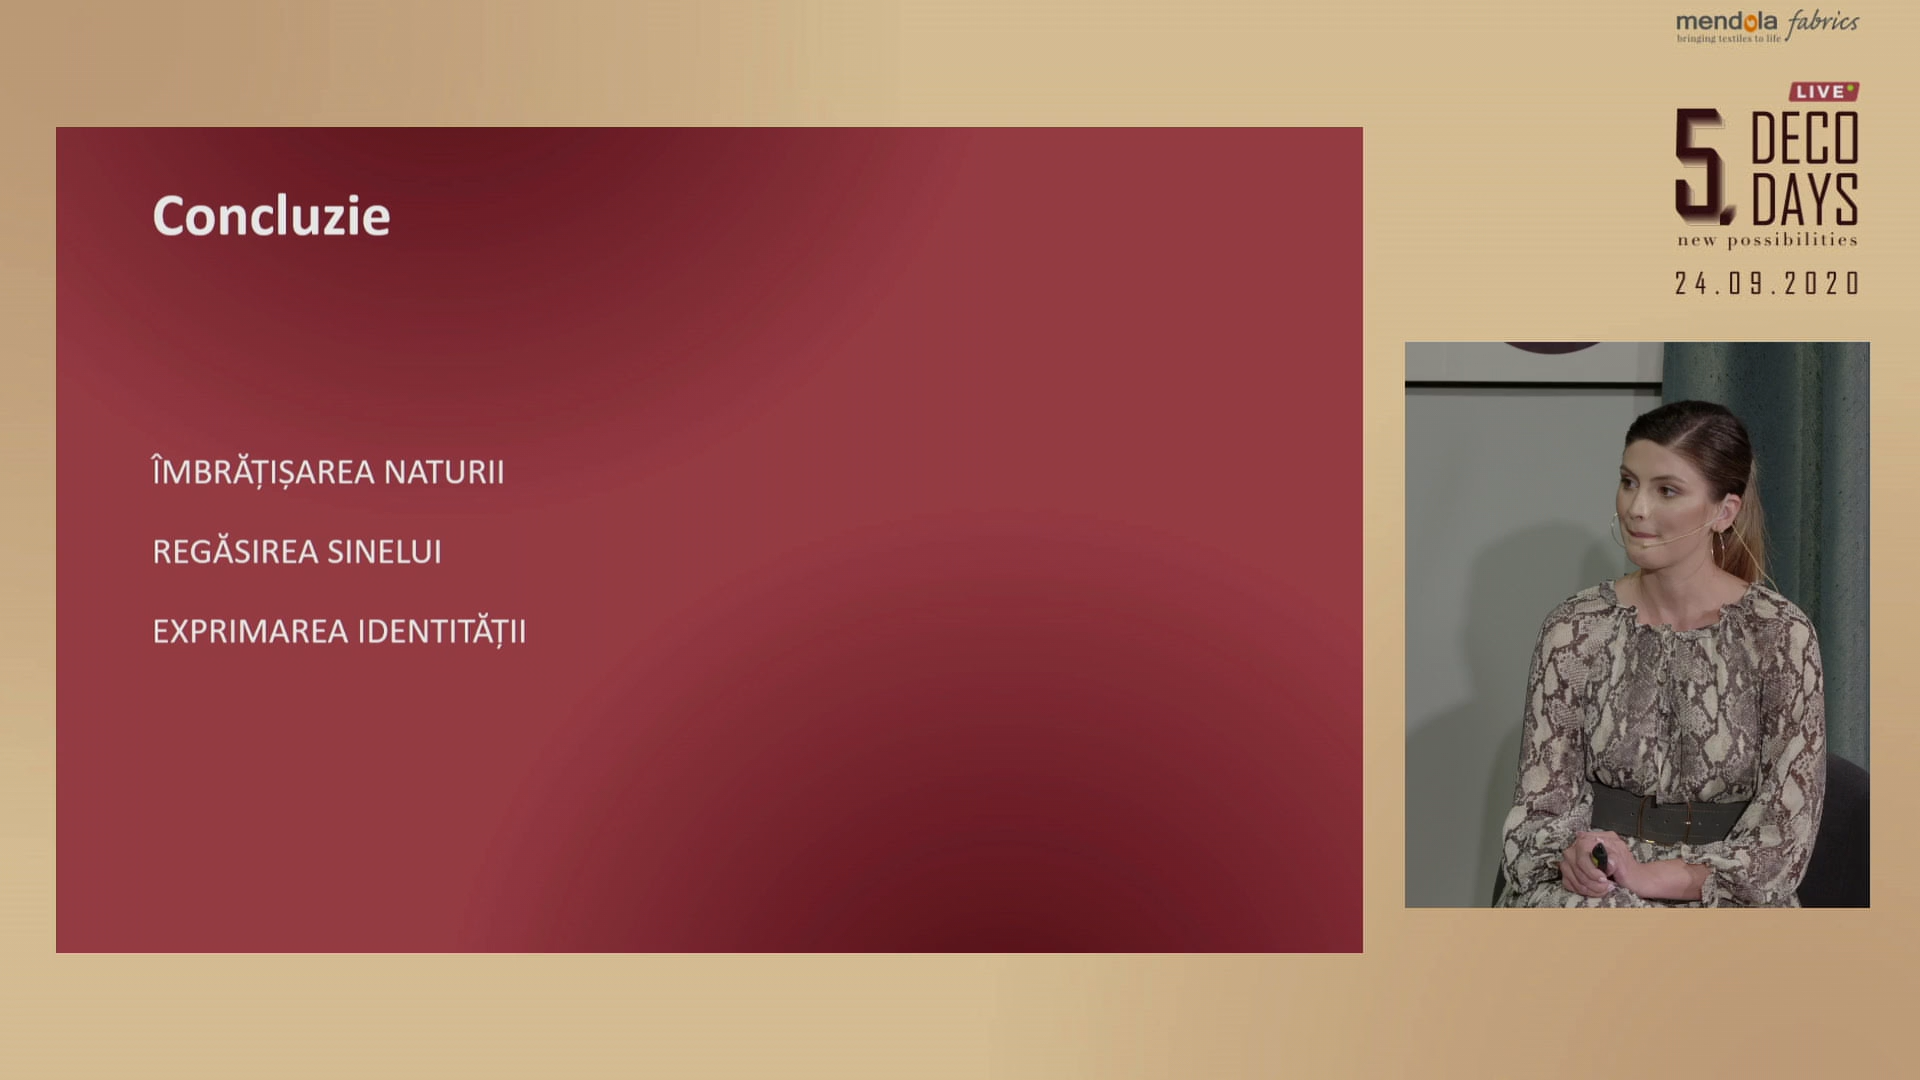 mendola fabrics
bringing textiles to life
LIVE
5. DECO
DAYS
new possibilities
24.09.2020
Concluzie
ÎMBRĂȚIȘAREA NATURII
REGĂSIREA SINELUI
EXPRIMAREA IDENTITĂȚII